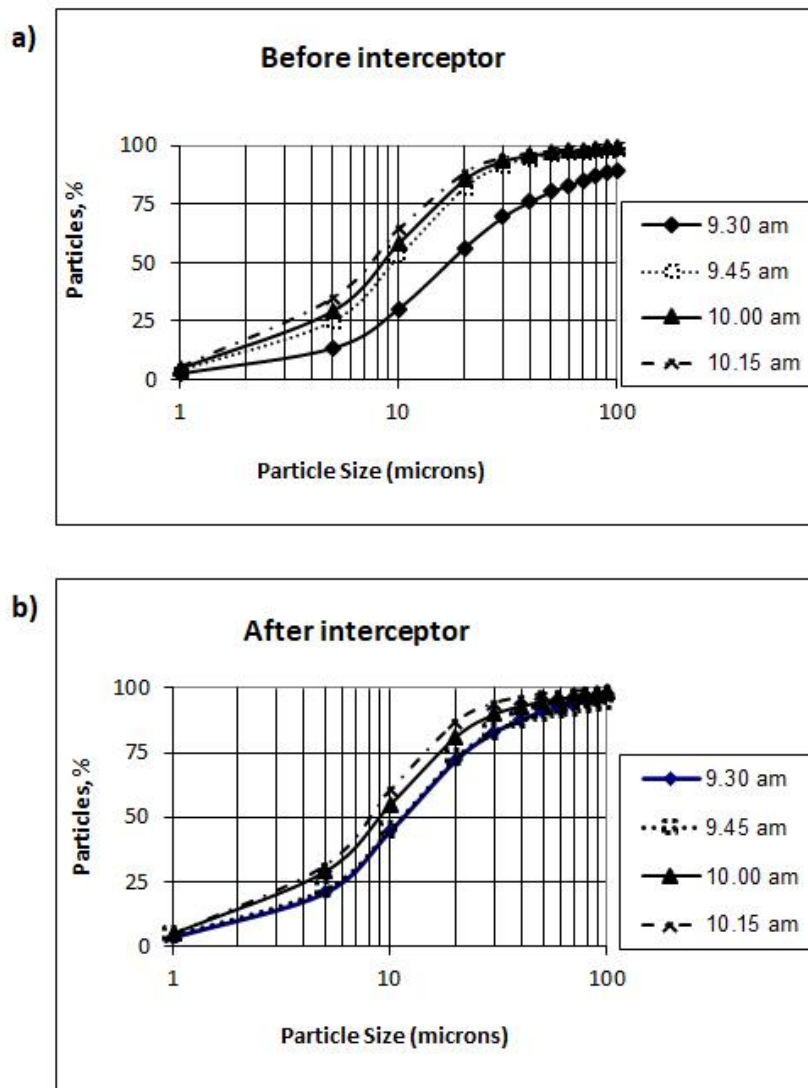 a)
Before interceptor
100
75
50
25
0
Particles, %
1 10 100
Particle Size (microns)
9.30 am
9.45 am
10.00 am
10.15 am
b)
After interceptor
100
75
50
25
0
Particles, %
1 10 100
Particle Size (microns)
9.30 am
9.45 am
10.00 am
10.15 am